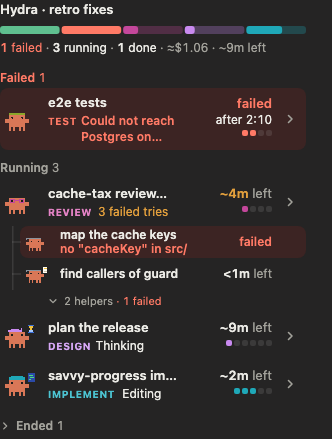 Hydra · retro fixes
1 failed · 3 running · 1 done · ≈$1.06 · ~9m left
Failed 1
e2e tests failed
TEST Could not reach after 2:10
Postgres on...
Running 3
cache-tax review... ~4m left
REVIEW 3 failed tries
map the cache keys
no "cacheKey" in src/ failed
find callers of guard <1m left
2 helpers · 1 failed
plan the release ~9m left
DESIGN Thinking
savvy-progress im... ~2m left
IMPLEMENT Editing
Ended 1